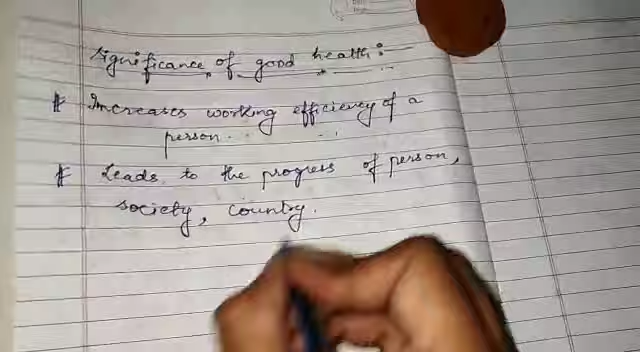 Significance of good health:-
# Increases working efficiency of a
person.
# Leads to the progress of person,
society, country.